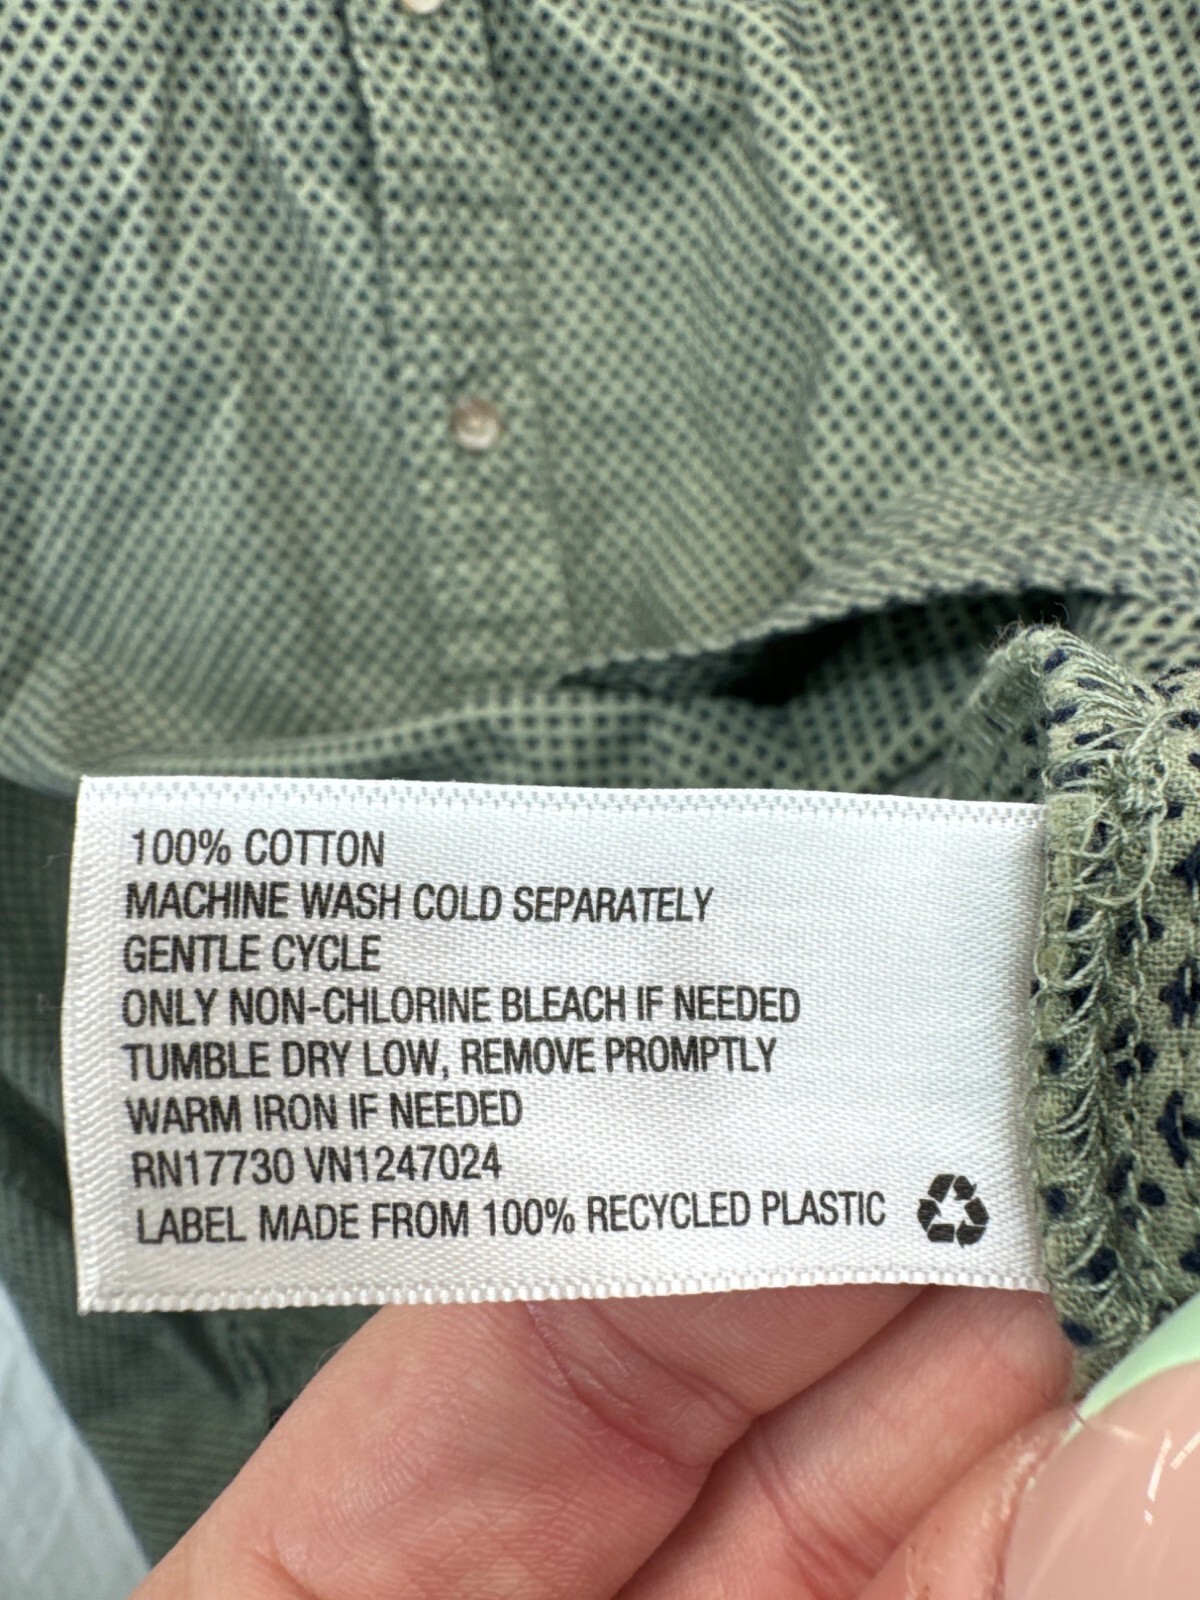 100% COTTON
MACHINE WASH COLD SEPARATELY
GENTLE CYCLE
ONLY NON-CHLORINE BLEACH IF NEEDED
TUMBLE DRY LOW, REMOVE PROMPTLY
WARM IRON IF NEEDED
RN17730 VN1247024
LABEL MADE FROM 100% RECYCLED PLASTIC